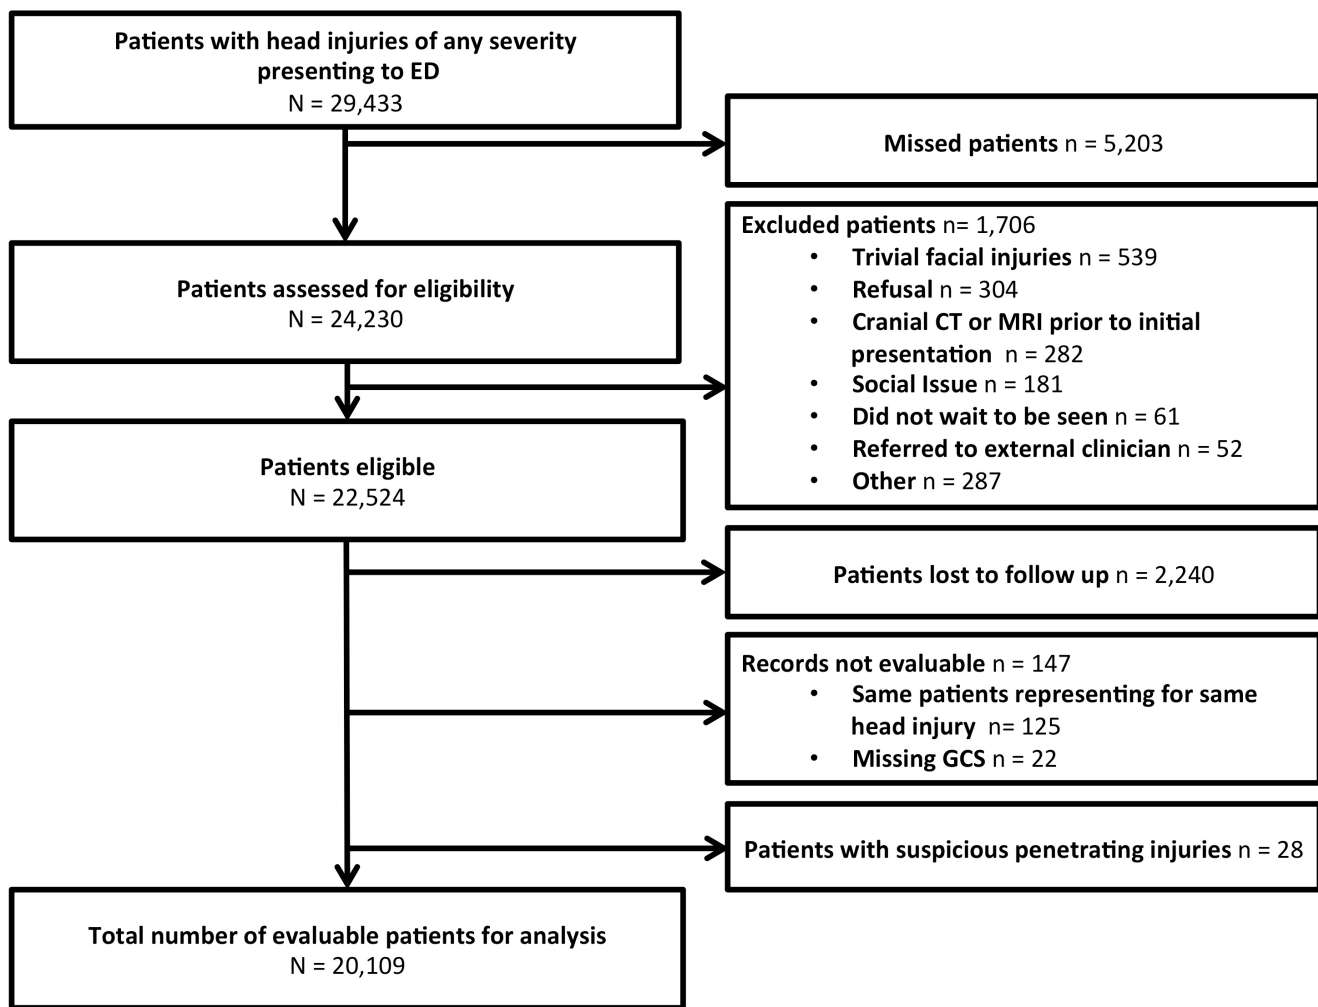 Patients with head injuries of any severity
presenting to ED
N = 29,433
Missed patients n = 5,203
Patients assessed for eligibility
N = 24,230
Excluded patients n= 1,706
• Trivial facial injuries n = 539
• Refusal n = 304
• Cranial CT or MRI prior to initial
presentation n = 282
• Social Issue n = 181
• Did not wait to be seen n = 61
• Referred to external clinician n = 52
• Other n = 287
Patients eligible
N = 22,524
Patients lost to follow up n = 2,240
Records not evaluable n = 147
• Same patients representing for same
head injury n= 125
• Missing GCS n = 22
Patients with suspicious penetrating injuries n = 28
Total number of evaluable patients for analysis
N = 20,109